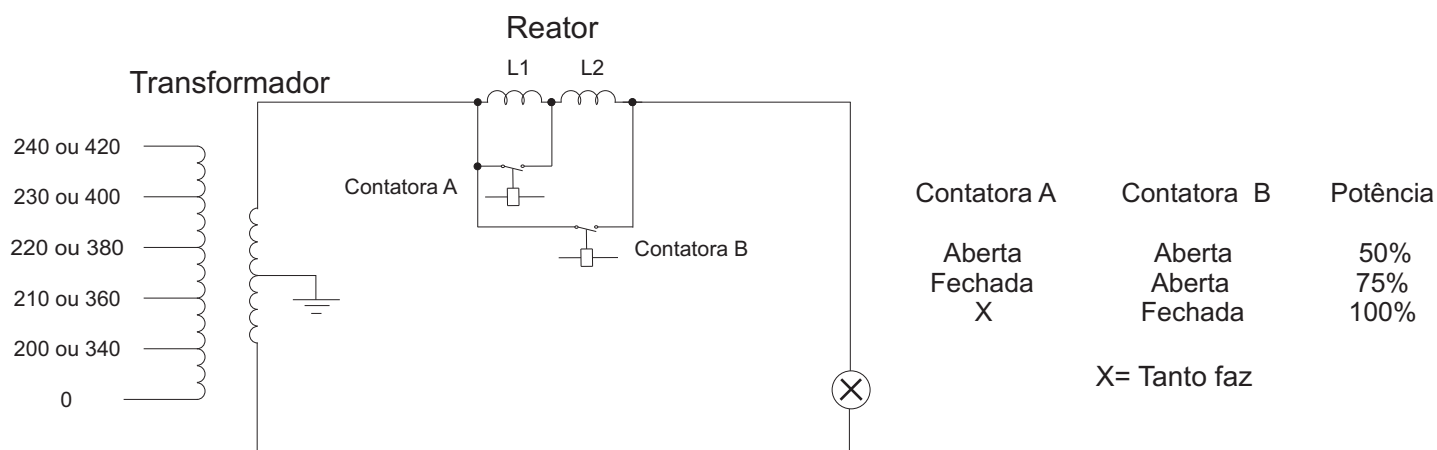 Reator
L1 L2
Transformador
240 ou 420
230 ou 400
220 ou 380
210 ou 360
200 ou 340
0
Contatora A
Contatora B
Contatora A Contatora B Potência
Aberta Aberta 50%
Fechada Aberta 75%
X Fechada 100%
X= Tanto faz